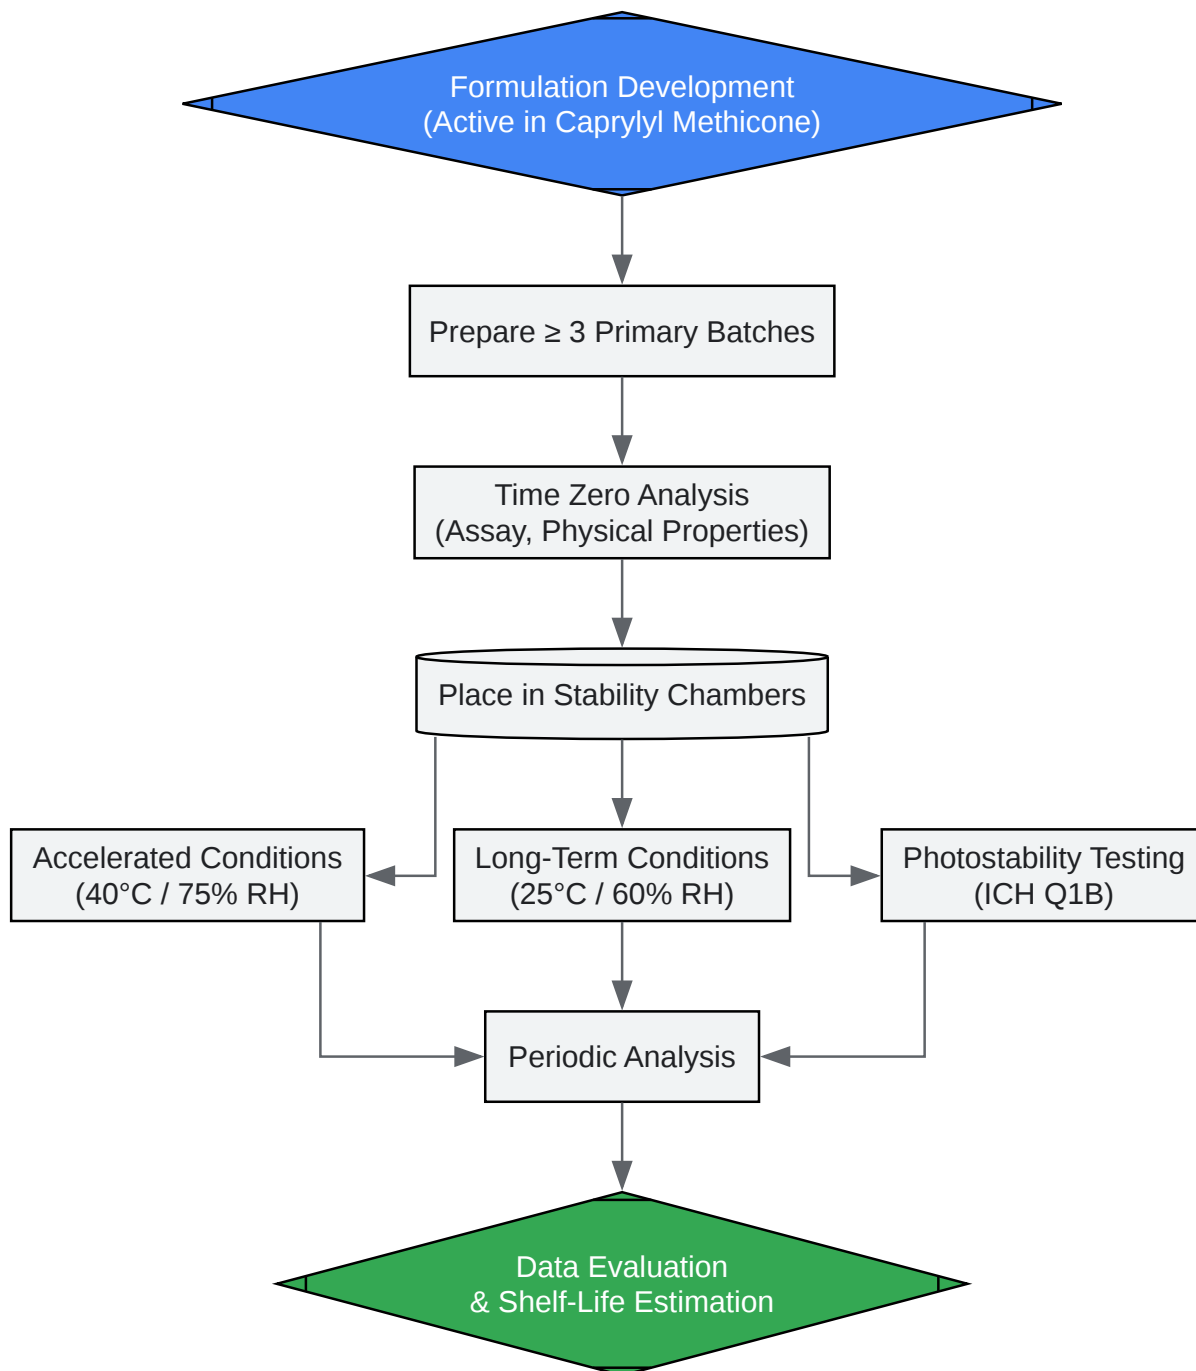 Formulation Development
(Active in Caprylyl Methicone)
Prepare ≥ 3 Primary Batches
Time Zero Analysis
(Assay, Physical Properties)
Place in Stability Chambers
Accelerated Conditions
(40°C / 75% RH)
Long-Term Conditions
(25°C / 60% RH)
Photostability Testing
(ICH Q1B)
Periodic Analysis
Data Evaluation
& Shelf-Life Estimation